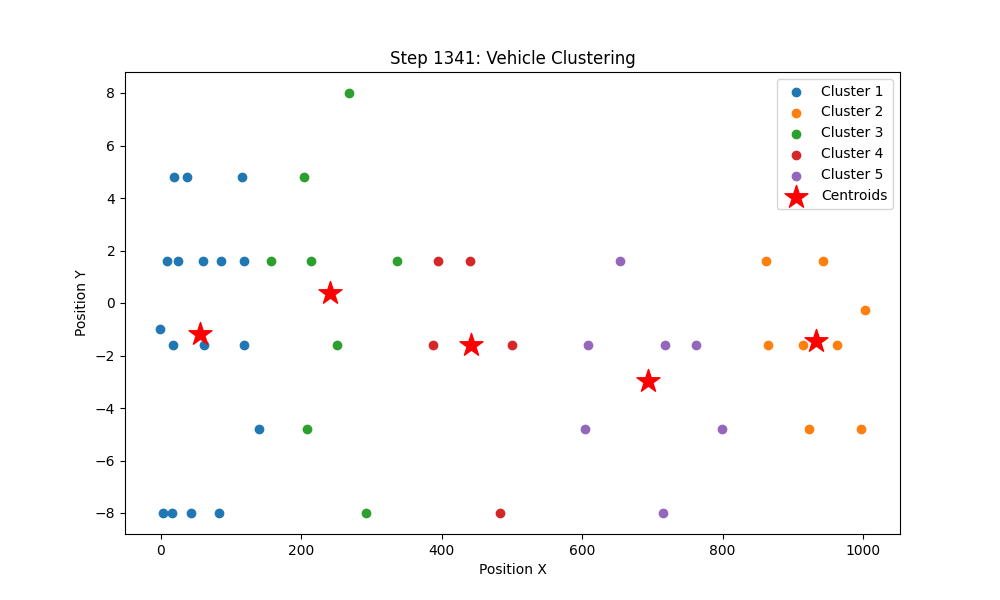 Step 1341: Vehicle Clustering
Cluster 1
Cluster 2
Cluster 3
Cluster 4
Cluster 5
Centroids
Position Y
8
6
4
2
0
−2
−4
−6
−8
0
200
400
600
800
1000
Position X